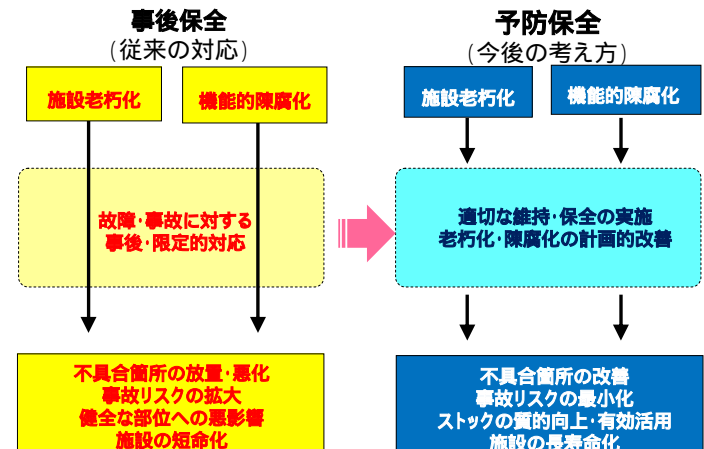 事後保全
(従来の対応)
施設老朽化
機能的陳腐化
故障・事故に対する
事後・限定的対応
不具合箇所の放置・悪化
事故リスクの拡大
健全な部位への悪影響
施設の短命化
予防保全
(今後の考え方)
施設老朽化
機能的陳腐化
適切な維持・保全の実施
老朽化・陳腐化の計画的改善
不具合箇所の改善
事故リスクの最小化
ストックの質的向上・有効活用
施設の長寿命化